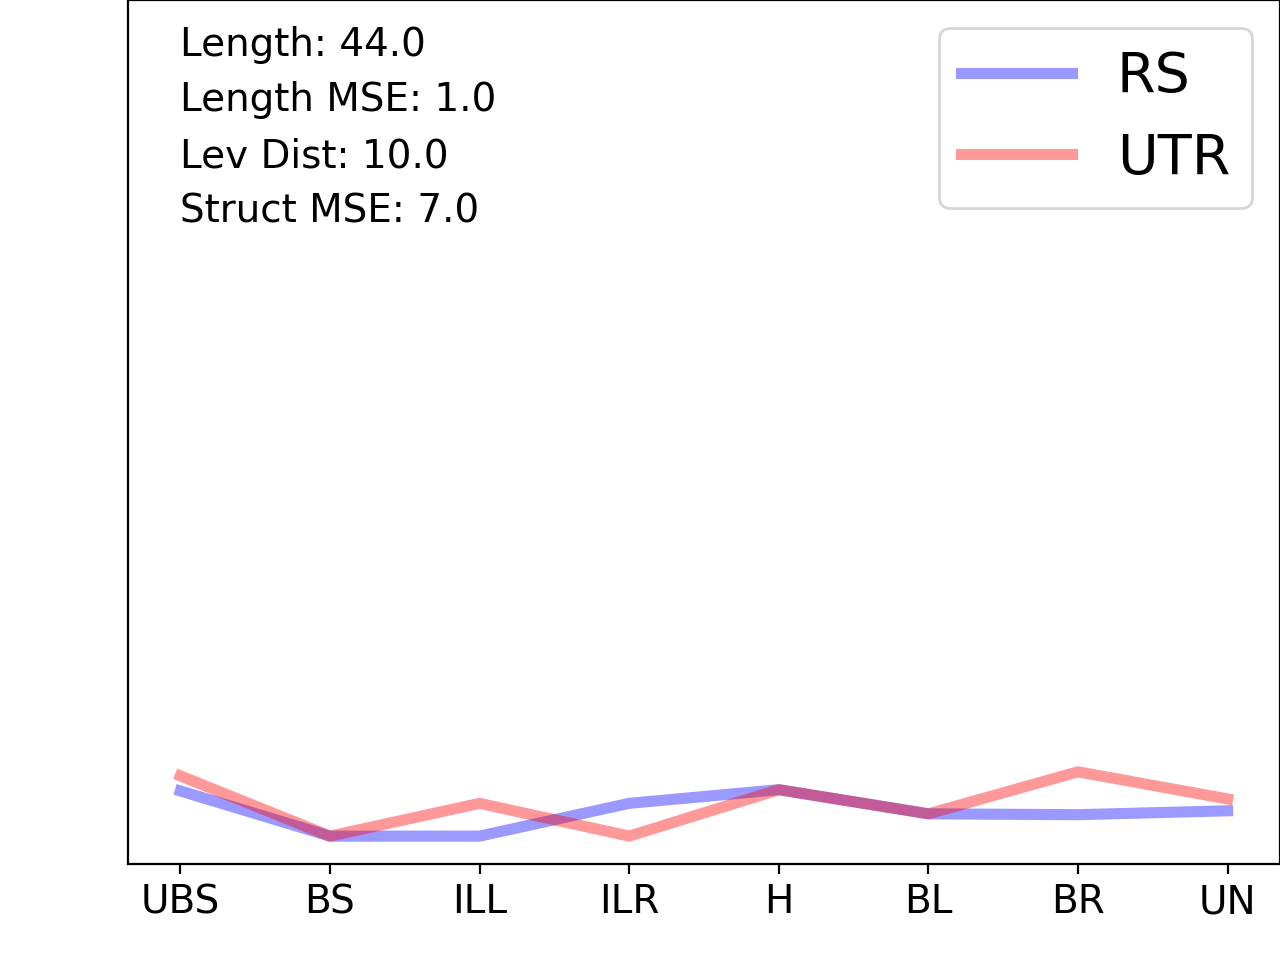 Length: 44.0
Length MSE: 1.0
Lev Dist: 10.0
Struct MSE: 7.0
RS
UTR
UBS BS ILL ILR H BL BR UN